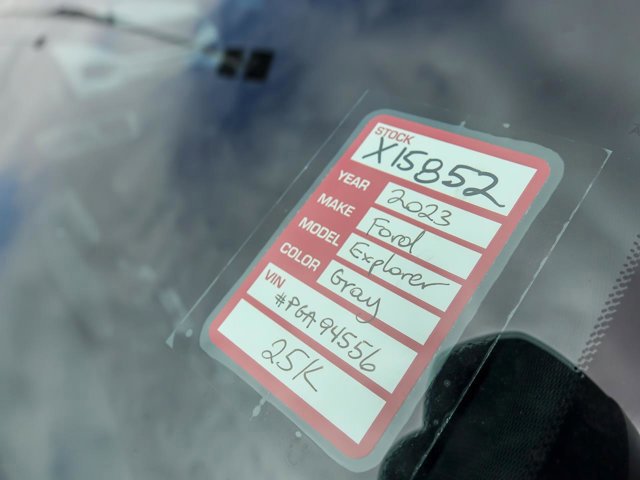 STOCK
X15852
YEAR 2023
MAKE Ford
MODEL Explorer
COLOR Gray
VIN
#PGA94556
25K